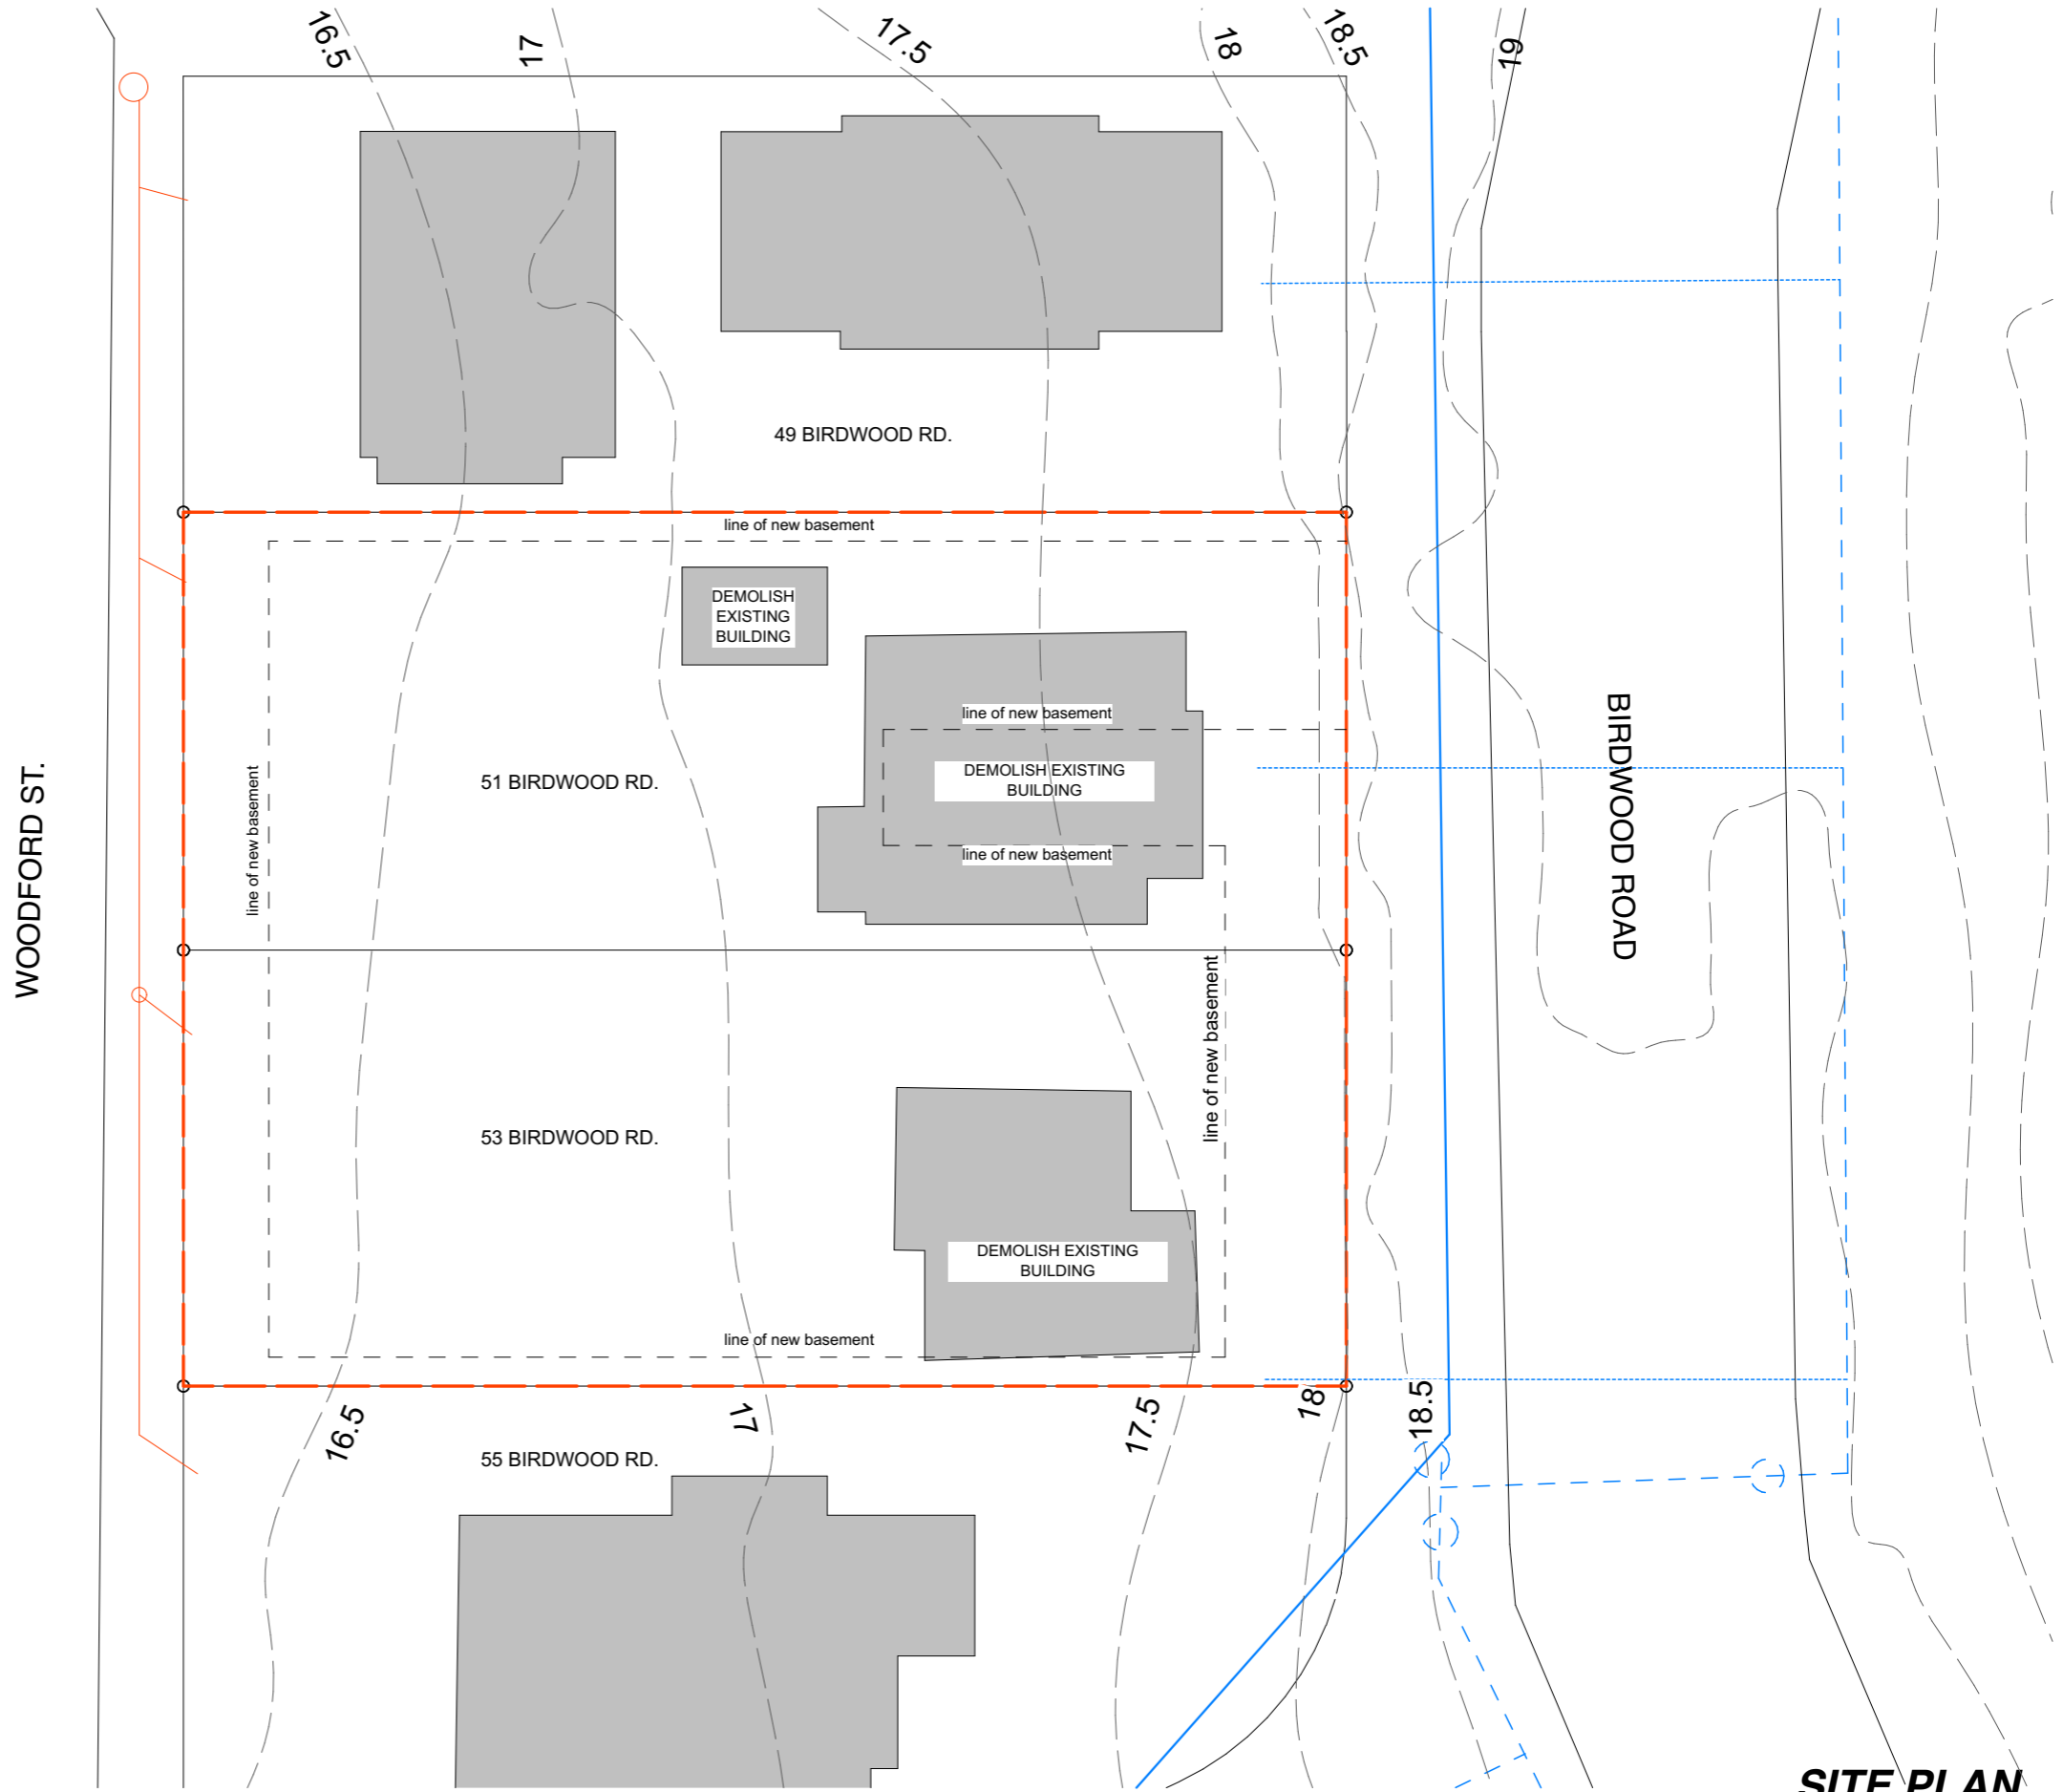 16.5
17
17.5
18
18.5
19
49 BIRDWOOD RD.
line of new basement
DEMOLISH
EXISTING
BUILDING
line of new basement
DEMOLISH EXISTING
BUILDING
line of new basement
51 BIRDWOOD RD.
line of new basement
WOODFORD ST.
BIRDWOOD ROAD
line of new basement
53 BIRDWOOD RD.
DEMOLISH EXISTING
BUILDING
line of new basement
16.5
17
17.5
18
18.5
55 BIRDWOOD RD.
SITE PLAN